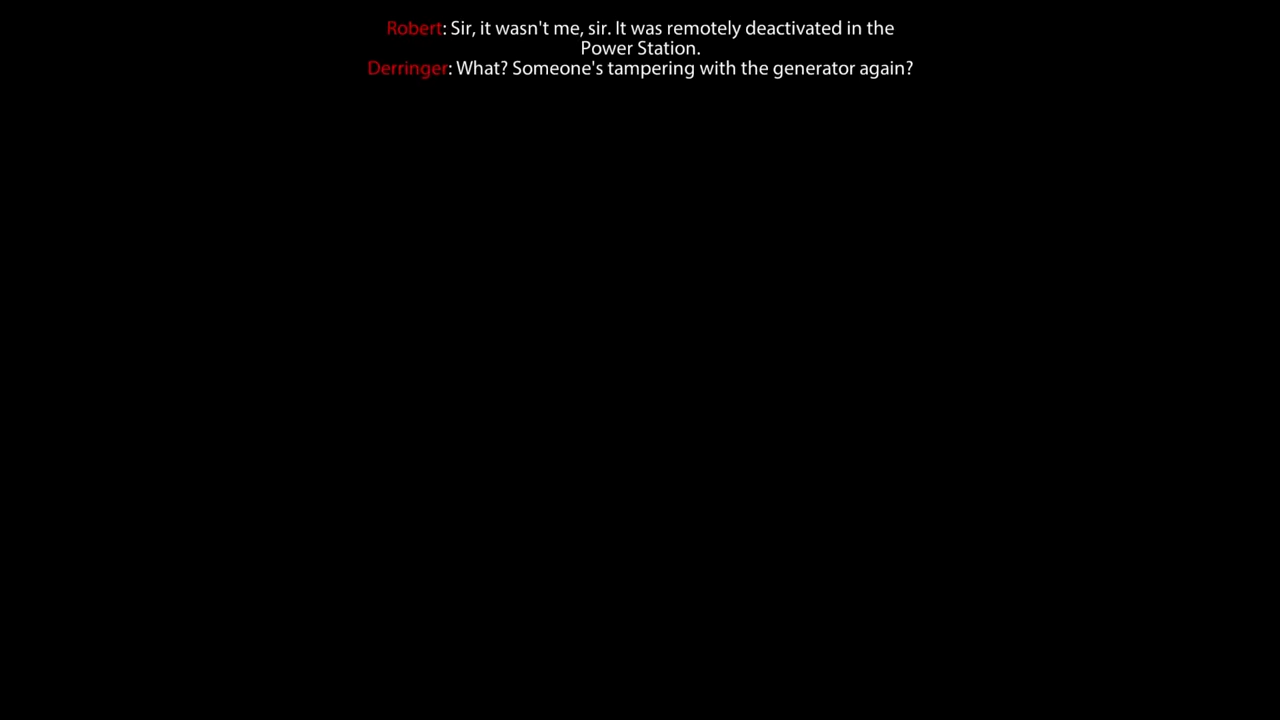 Robert: Sir, it wasn't me, sir. It was remotely deactivated in the
Power Station.
Derringer: What? Someone's tampering with the generator again?